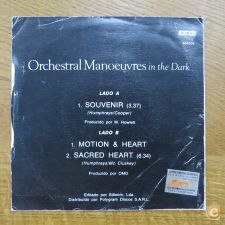 Orchestral Manoeuvres in the Dark
LADO A
1. SOUVENIR (3.37)
(Humphreys/Cooper)
Produzido por M. Howlett
LADO B
1. MOTION & HEART
2. SACRED HEART (6.34)
(Humphreys/Mc. Cluskey)
Produzido por OMD
Editado por Edisom, Lda
Distribuido por Polygram Discos S.A.R.L.